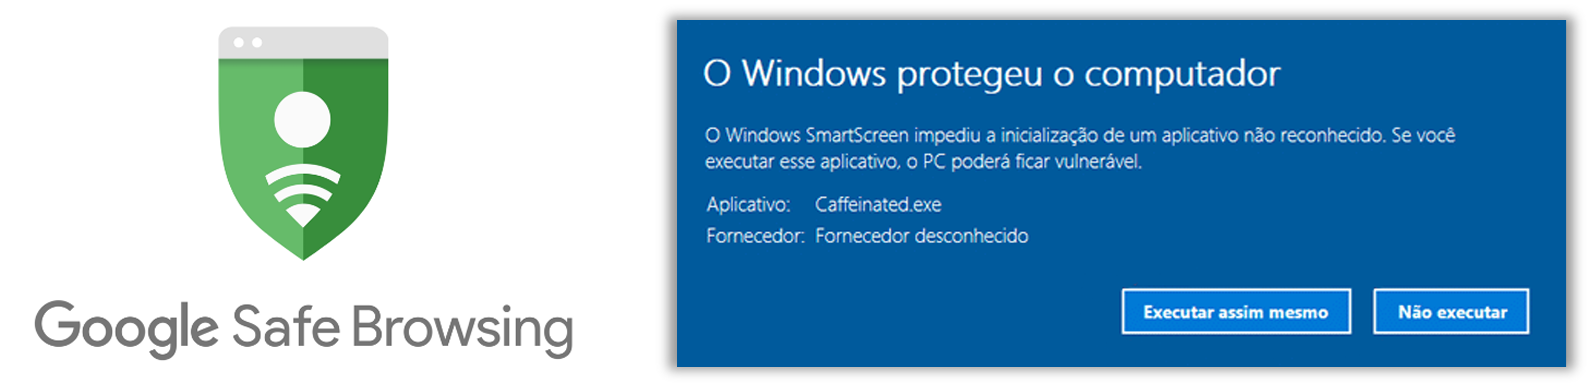 Google Safe Browsing
O Windows protegeu o computador
O Windows SmartScreen impediu a inicialização de um aplicativo não reconhecido. Se você
executar esse aplicativo, o PC poderá ficar vulnerável.
Aplicativo: Caffeinated.exe
Fornecedor: Fornecedor desconhecido
Executar assim mesmo Não executar